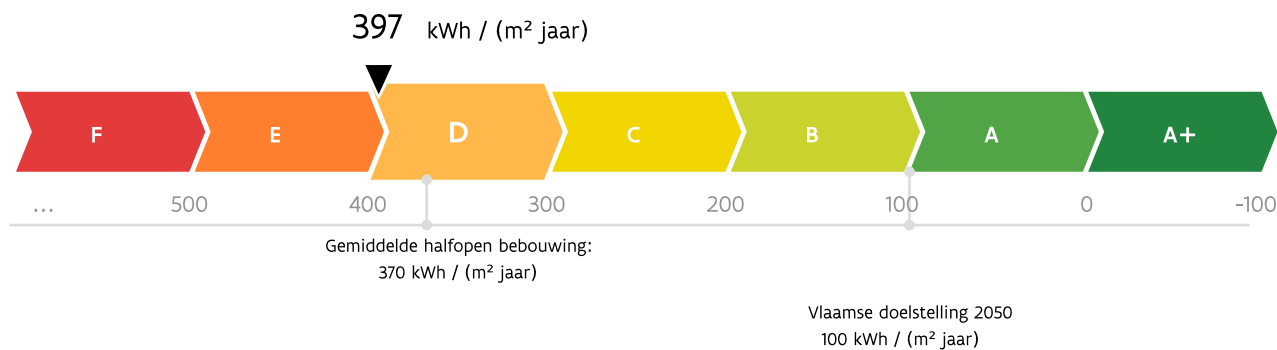 397 kWh / (m² jaar)
F E D C B A A+
... 500 400 300 200 100 0 -100
Gemiddelde halfopen bebouwing:
370 kWh / (m² jaar)
Vlaamse doelstelling 2050
100 kWh / (m² jaar)